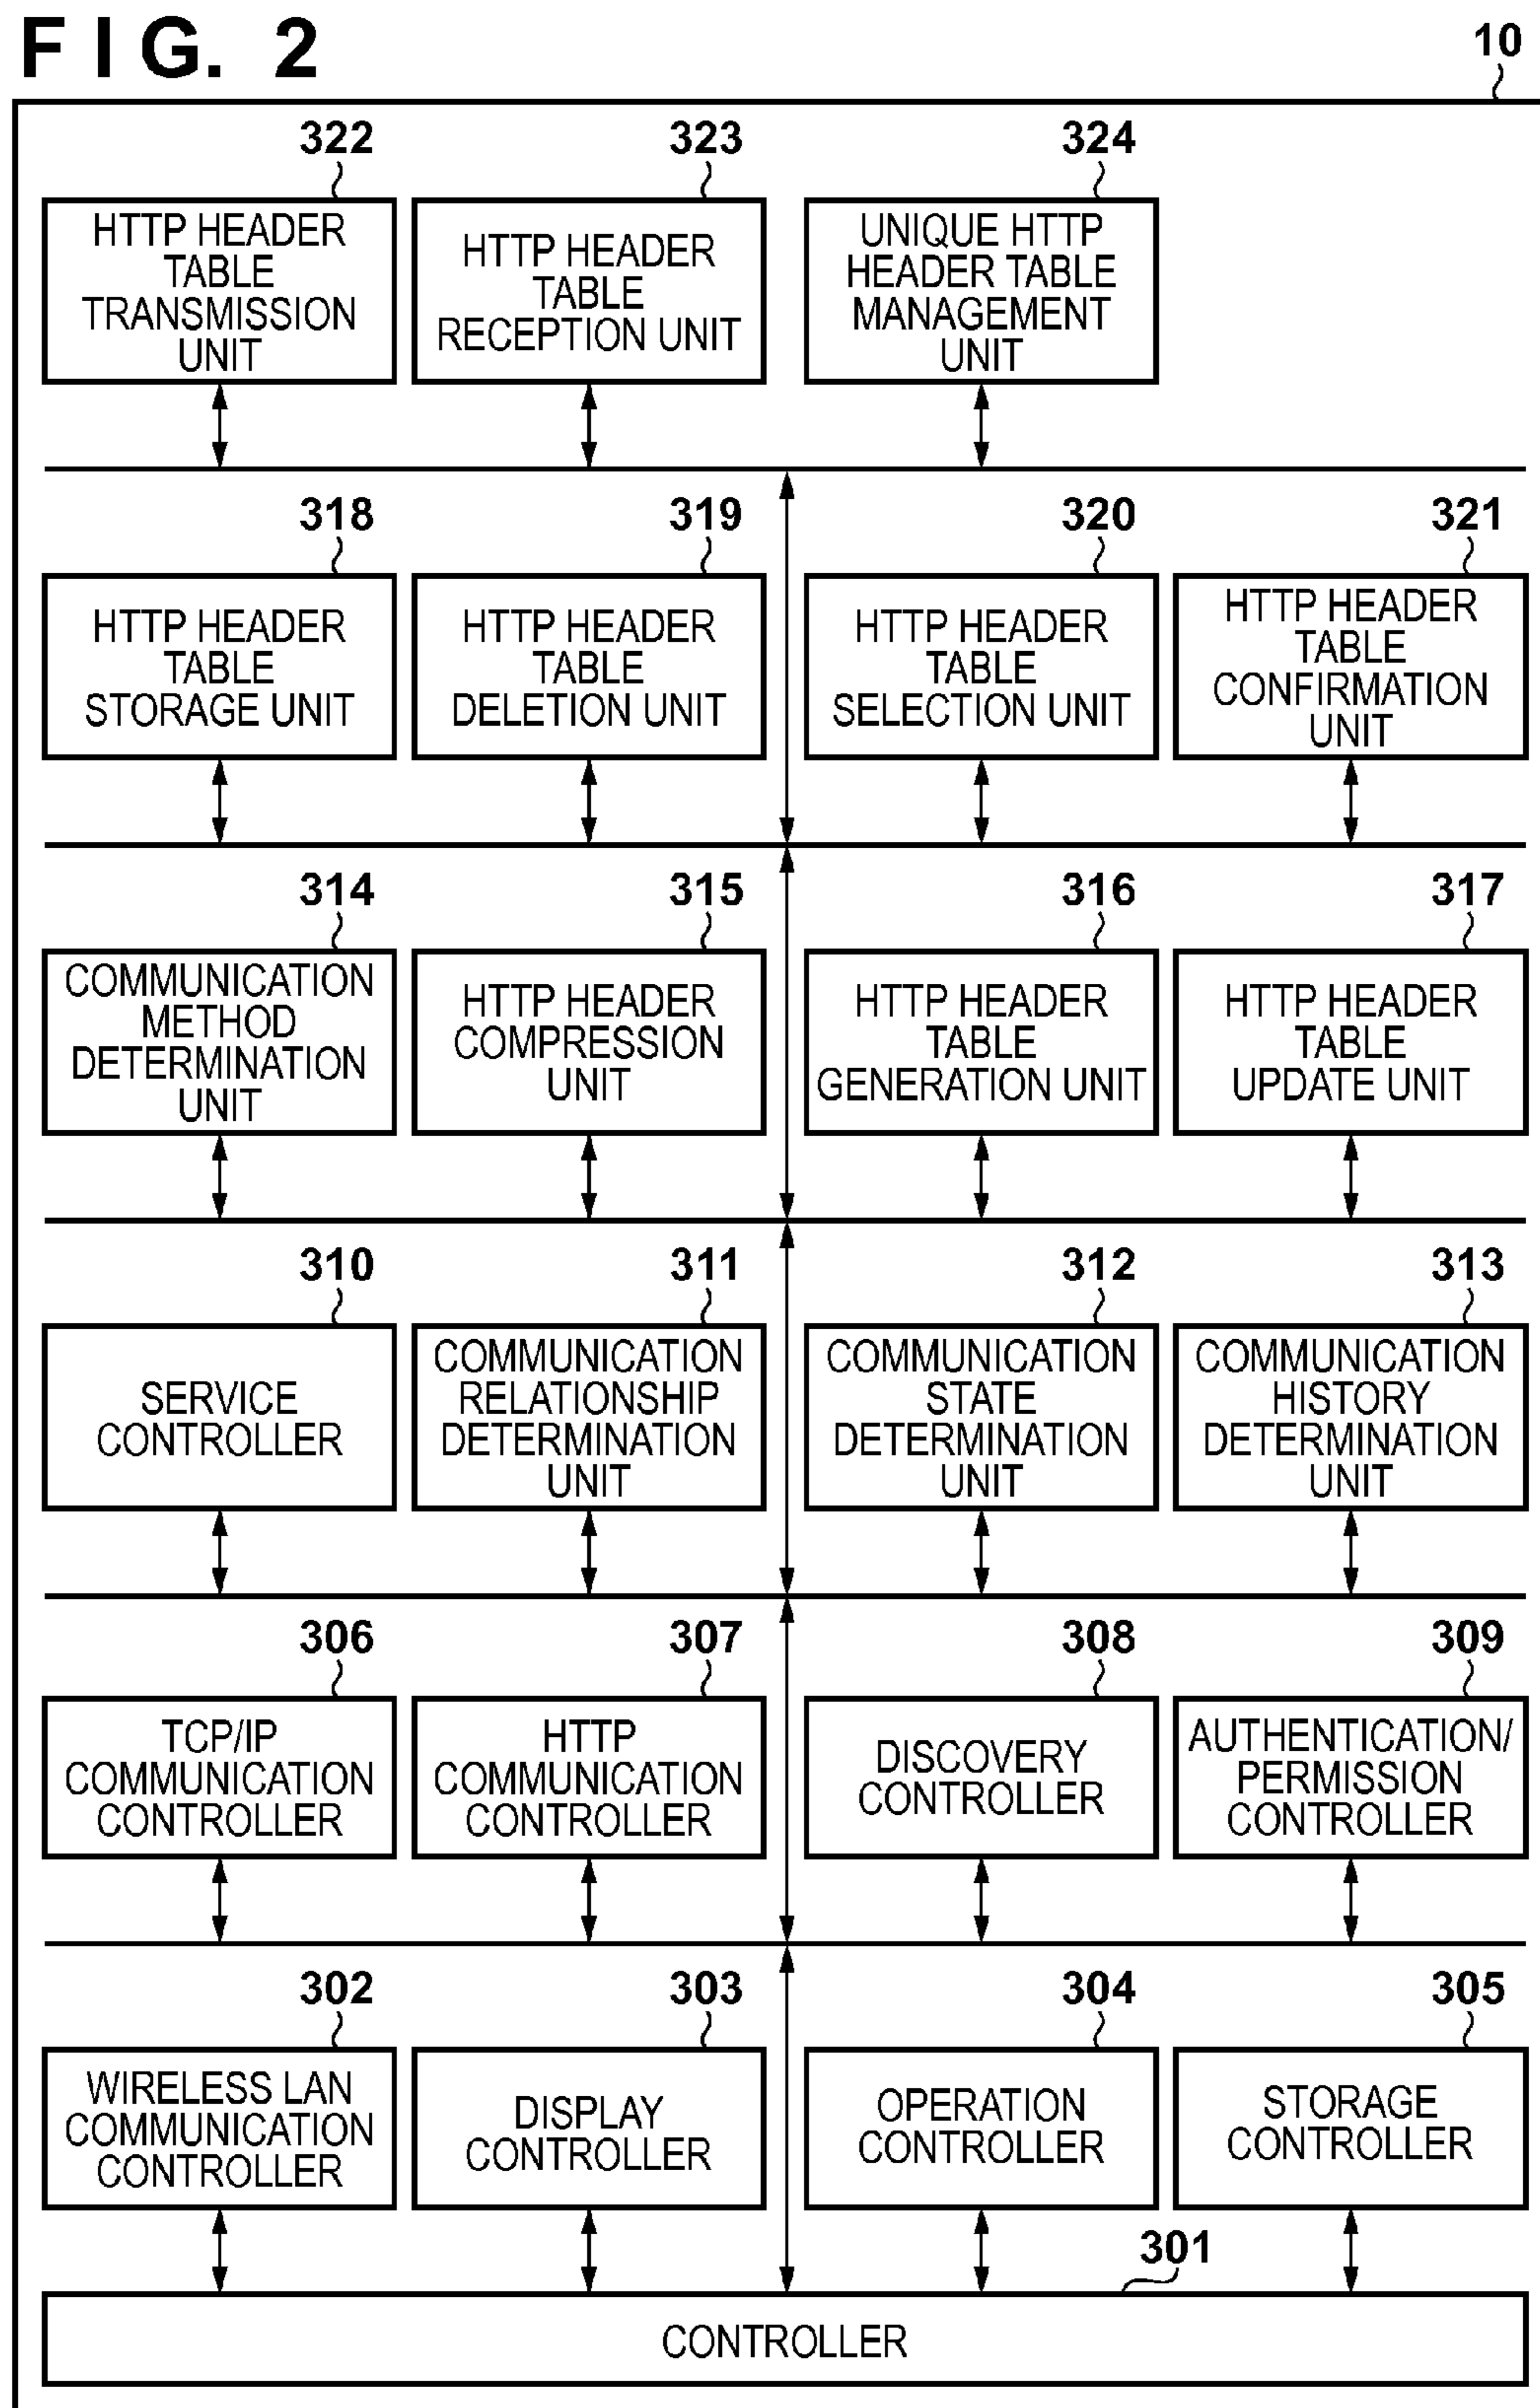 FIG. 2
10
322
323
324
HTTP HEADER
TABLE
TRANSMISSION
UNIT
HTTP HEADER
TABLE
RECEPTION UNIT
UNIQUE HTTP
HEADER TABLE
MANAGEMENT
UNIT
318
319
320
321
HTTP HEADER
TABLE
STORAGE UNIT
HTTP HEADER
TABLE
DELETION UNIT
HTTP HEADER
TABLE
SELECTION UNIT
HTTP HEADER
TABLE
CONFIRMATION
UNIT
314
315
316
317
COMMUNICATION
METHOD
DETERMINATION
UNIT
HTTP HEADER
COMPRESSION
UNIT
HTTP HEADER
TABLE
GENERATION UNIT
HTTP HEADER
TABLE
UPDATE UNIT
310
311
312
313
SERVICE
CONTROLLER
COMMUNICATION
RELATIONSHIP
DETERMINATION
UNIT
COMMUNICATION
STATE
DETERMINATION
UNIT
COMMUNICATION
HISTORY
DETERMINATION
UNIT
306
307
308
309
TCP/IP
COMMUNICATION
CONTROLLER
HTTP
COMMUNICATION
CONTROLLER
DISCOVERY
CONTROLLER
AUTHENTICATION/
PERMISSION
CONTROLLER
302
303
304
305
WIRELESS LAN
COMMUNICATION
CONTROLLER
DISPLAY
CONTROLLER
OPERATION
CONTROLLER
STORAGE
CONTROLLER
301
CONTROLLER